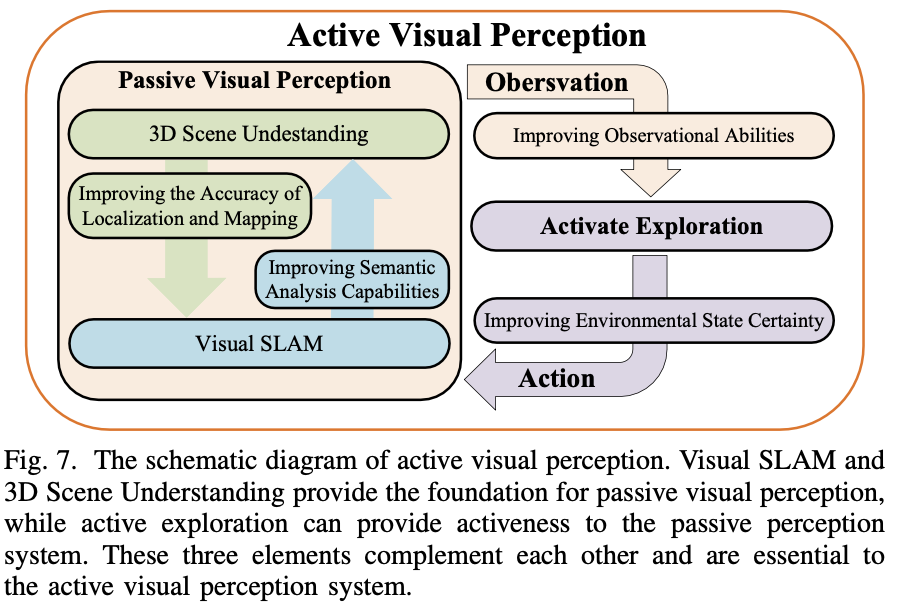 Active Visual Perception
Passive Visual Perception
3D Scene Undestanding
Improving the Accuracy of
Localization and Mapping
Improving Semantic
Analysis Capabilities
Visual SLAM
Obersvation
Improving Observational Abilities
Activate Exploration
Improving Environmental State Certainty
Action
Fig. 7. The schematic diagram of active visual perception. Visual SLAM and
3D Scene Understanding provide the foundation for passive visual perception,
while active exploration can provide activeness to the passive perception
system. These three elements complement each other and are essential to
the active visual perception system.